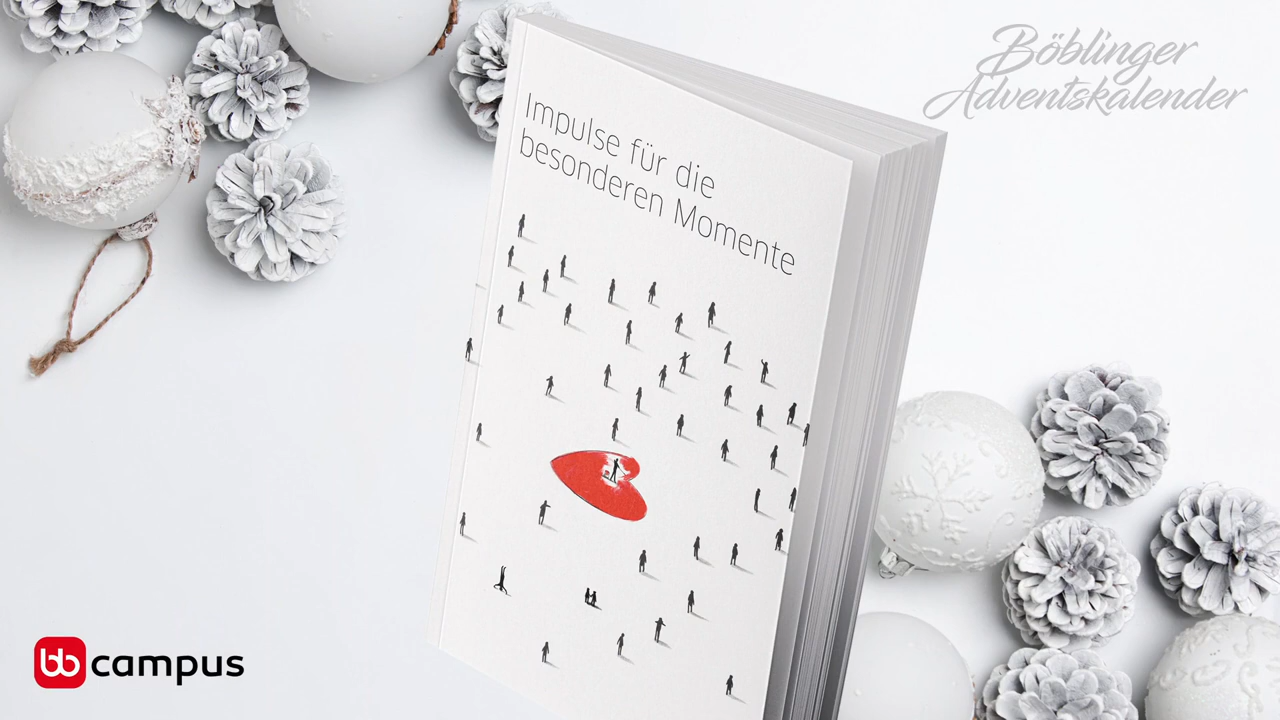 Böblinger
Adventskalender
Impulse für die
besonderen Momente
bb campus